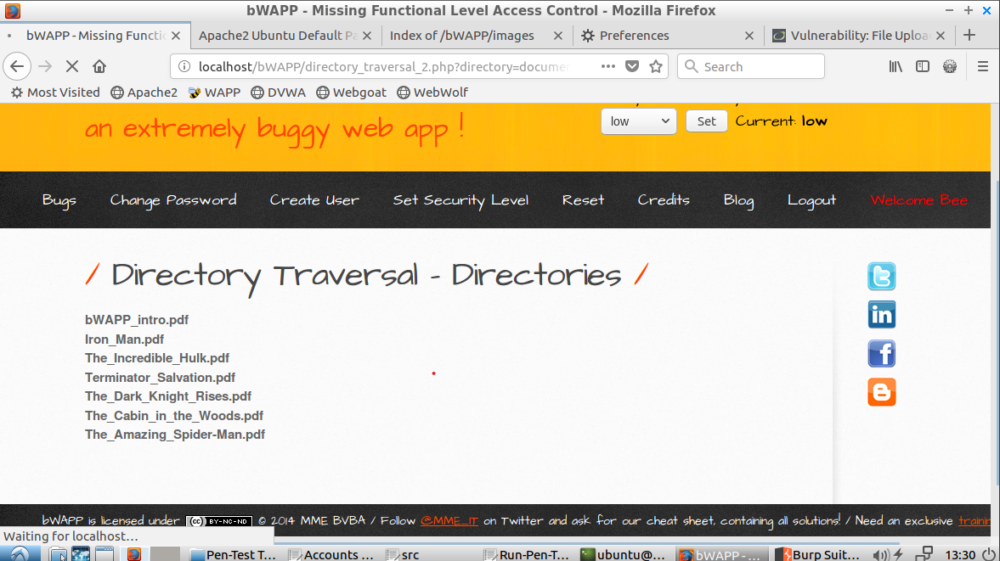 bWAPP - Missing Functional Level Access Control - Mozilla Firefox
bWAPP - Missing Functi
Apache2 Ubuntu Default Pa
Index of /bWAPP/images
Preferences
Vulnerability: File Uploa
localhost/bWAPP/directory_traversal_2.php?directory=documen
Search
Most Visited
Apache2
WAPP
DVWA
Webgoat
WebWolf
an extremely buggy web app !
low
Set
Current: low
Bugs
Change Password
Create User
Set Security Level
Reset
Credits
Blog
Logout
Welcome Bee
/ Directory Traversal - Directories /
bWAPP_intro.pdf
Iron_Man.pdf
The_Incredible_Hulk.pdf
Terminator_Salvation.pdf
The_Dark_Knight_Rises.pdf
The_Cabin_in_the_Woods.pdf
The_Amazing_Spider-Man.pdf
bWAPP is licensed under (cc) BY-NC-ND © 2014 MME BVBA / Follow @MME_IT on Twitter and ask for our cheat sheet, containing all solutions! / Need an exclusive trainin
Waiting for localhost…
Pen-Test T...
Accounts ...
src
Run-Pen-T...
ubuntu@...
bWAPP - ...
Burp Suit...
13:30